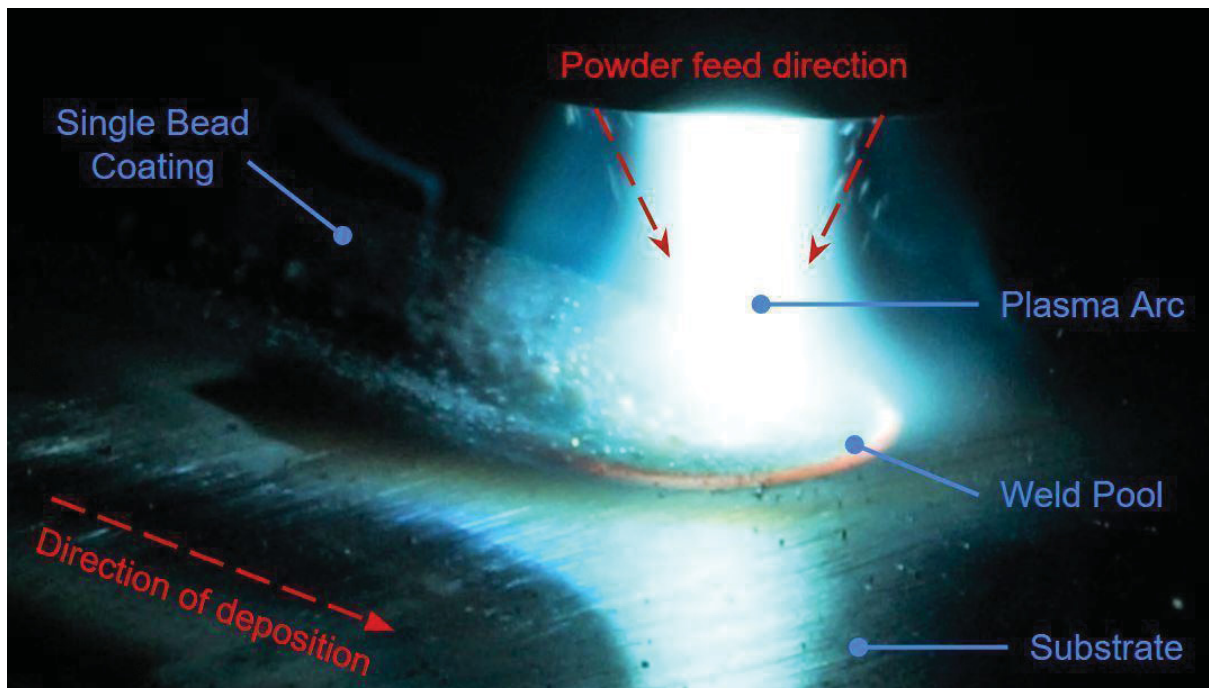 Powder feed direction
Single Bead
Coating
Plasma Arc
Weld Pool
Direction of deposition
Substrate